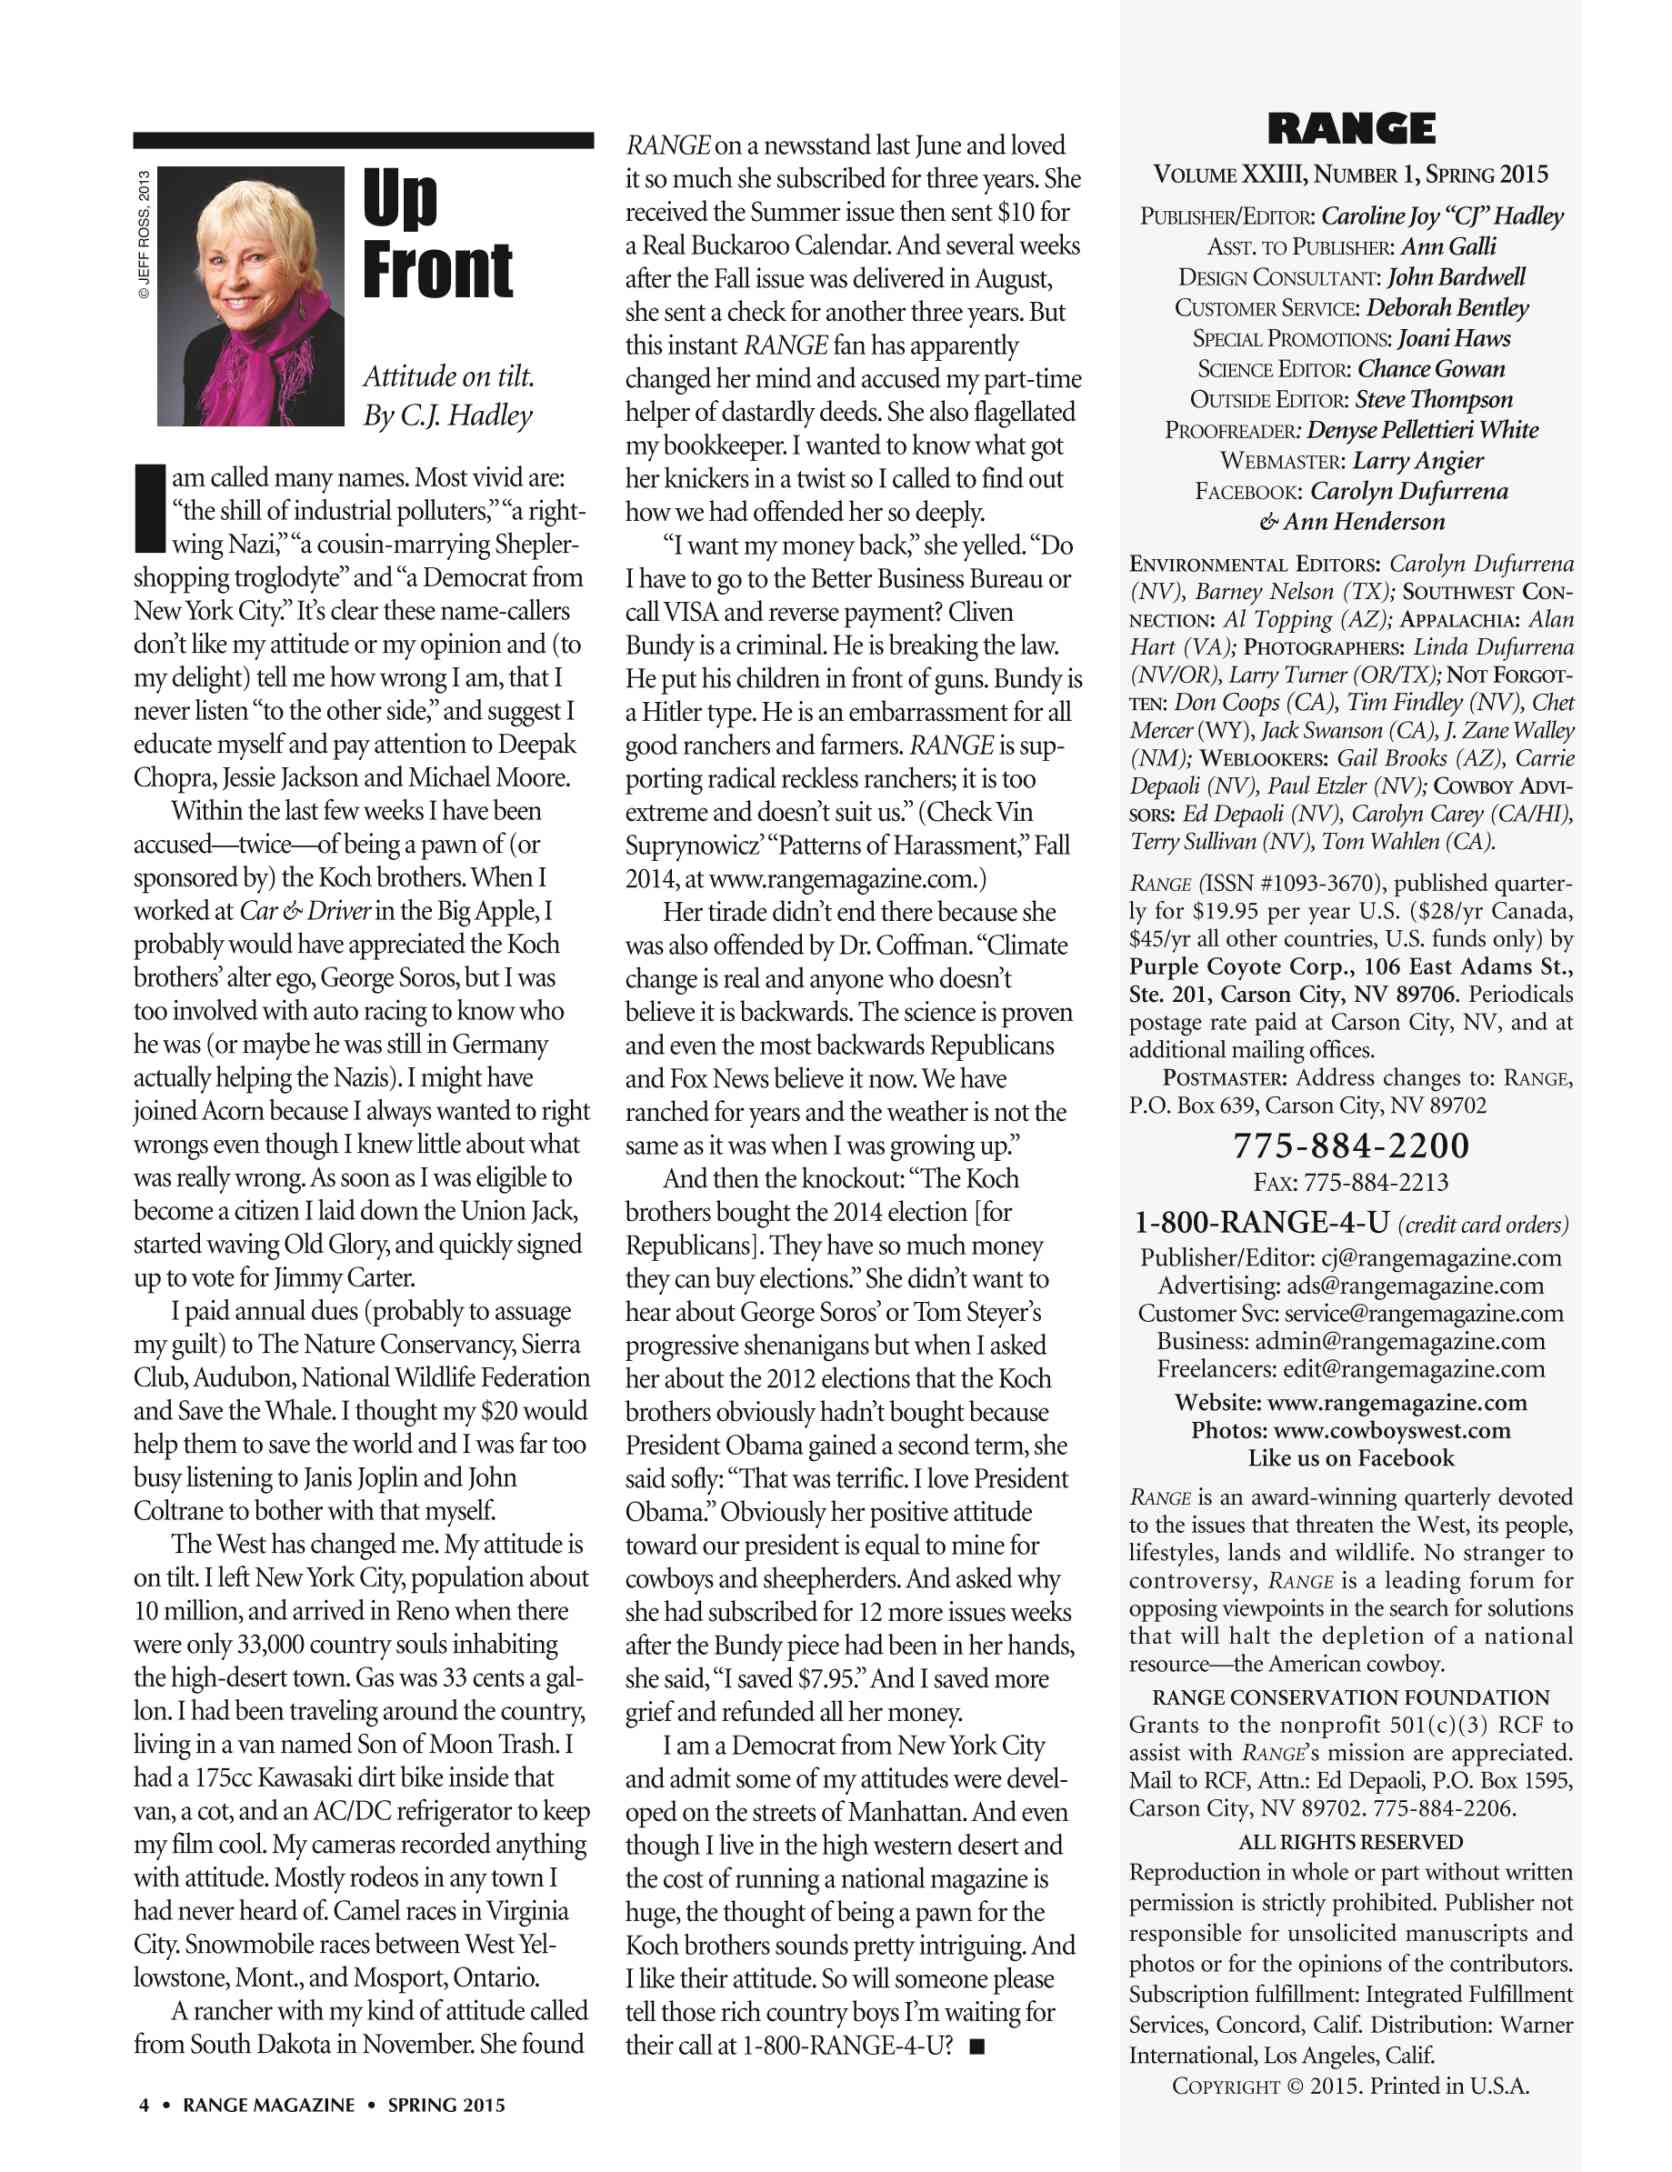 © JEFF ROSS, 2013
Up
Front
Attitude on tilt.
By C.J. Hadley
I am called many names. Most vivid are:
“the shill of industrial polluters,” “a right-
wing Nazi,” “a cousin-marrying Shepler-
shopping troglodyte” and “a Democrat from
New York City.” It’s clear these name-callers
don’t like my attitude or my opinion and (to
my delight) tell me how wrong I am, that I
never listen “to the other side,” and suggest I
educate myself and pay attention to Deepak
Chopra, Jessie Jackson and Michael Moore.
Within the last few weeks I have been
accused—twice—of being a pawn of (or
sponsored by) the Koch brothers. When I
worked at Car & Driver in the Big Apple, I
probably would have appreciated the Koch
brothers’ alter ego, George Soros, but I was
too involved with auto racing to know who
he was (or maybe he was still in Germany
actually helping the Nazis). I might have
joined Acorn because I always wanted to right
wrongs even though I knew little about what
was really wrong. As soon as I was eligible to
become a citizen I laid down the Union Jack,
started waving Old Glory, and quickly signed
up to vote for Jimmy Carter.
I paid annual dues (probably to assuage
my guilt) to The Nature Conservancy, Sierra
Club, Audubon, National Wildlife Federation
and Save the Whale. I thought my $20 would
help them to save the world and I was far too
busy listening to Janis Joplin and John
Coltrane to bother with that myself.
The West has changed me. My attitude is
on tilt. I left New York City, population about
10 million, and arrived in Reno when there
were only 33,000 country souls inhabiting
the high-desert town. Gas was 33 cents a gal-
lon. I had been traveling around the country,
living in a van named Son of Moon Trash. I
had a 175cc Kawasaki dirt bike inside that
van, a cot, and an AC/DC refrigerator to keep
my film cool. My cameras recorded anything
with attitude. Mostly rodeos in any town I
had never heard of. Camel races in Virginia
City. Snowmobile races between West Yel-
lowstone, Mont., and Mosport, Ontario.
A rancher with my kind of attitude called
from South Dakota in November. She found
RANGE on a newsstand last June and loved
it so much she subscribed for three years. She
received the Summer issue then sent $10 for
a Real Buckaroo Calendar. And several weeks
after the Fall issue was delivered in August,
she sent a check for another three years. But
this instant RANGE fan has apparently
changed her mind and accused my part-time
helper of dastardly deeds. She also flagellated
my bookkeeper. I wanted to know what got
her knickers in a twist so I called to find out
how we had offended her so deeply.
“I want my money back,” she yelled. “Do
I have to go to the Better Business Bureau or
call VISA and reverse payment? Cliven
Bundy is a criminal. He is breaking the law.
He put his children in front of guns. Bundy is
a Hitler type. He is an embarrassment for all
good ranchers and farmers. RANGE is sup-
porting radical reckless ranchers; it is too
extreme and doesn’t suit us.” (Check Vin
Suprynowicz’ “Patterns of Harassment,” Fall
2014, at www.rangemagazine.com.)
Her tirade didn’t end there because she
was also offended by Dr. Coffman. “Climate
change is real and anyone who doesn’t
believe it is backwards. The science is proven
and even the most backwards Republicans
and Fox News believe it now. We have
ranched for years and the weather is not the
same as it was when I was growing up.”
And then the knockout: “The Koch
brothers bought the 2014 election [for
Republicans]. They have so much money
they can buy elections.” She didn’t want to
hear about George Soros’ or Tom Steyer’s
progressive shenanigans but when I asked
her about the 2012 elections that the Koch
brothers obviously hadn’t bought because
President Obama gained a second term, she
said sofly: “That was terrific. I love President
Obama.” Obviously her positive attitude
toward our president is equal to mine for
cowboys and sheepherders. And asked why
she had subscribed for 12 more issues weeks
after the Bundy piece had been in her hands,
she said, “I saved $7.95.” And I saved more
grief and refunded all her money.
I am a Democrat from New York City
and admit some of my attitudes were devel-
oped on the streets of Manhattan. And even
though I live in the high western desert and
the cost of running a national magazine is
huge, the thought of being a pawn for the
Koch brothers sounds pretty intriguing. And
I like their attitude. So will someone please
tell those rich country boys I’m waiting for
their call at 1-800-RANGE-4-U? ■
RANGE
VOLUME XXIII, NUMBER 1, SPRING 2015
PUBLISHER/EDITOR: Caroline Joy “CJ” Hadley
ASST. TO PUBLISHER: Ann Galli
DESIGN CONSULTANT: John Bardwell
CUSTOMER SERVICE: Deborah Bentley
SPECIAL PROMOTIONS: Joani Haws
SCIENCE EDITOR: Chance Gowan
OUTSIDE EDITOR: Steve Thompson
PROOFREADER: Denyse Pellettieri White
WEBMASTER: Larry Angier
FACEBOOK: Carolyn Dufurrena
& Ann Henderson
ENVIRONMENTAL EDITORS: Carolyn Dufurrena
(NV), Barney Nelson (TX); SOUTHWEST CON-
NECTION: Al Topping (AZ); APPALACHIA: Alan
Hart (VA); PHOTOGRAPHERS: Linda Dufurrena
(NV/OR), Larry Turner (OR/TX); NOT FORGOT-
TEN: Don Coops (CA), Tim Findley (NV), Chet
Mercer (WY), Jack Swanson (CA), J. Zane Walley
(NM); WEBLOOKERS: Gail Brooks (AZ), Carrie
Depaoli (NV), Paul Etzler (NV); COWBOY ADVI-
SORS: Ed Depaoli (NV), Carolyn Carey (CA/HI),
Terry Sullivan (NV), Tom Wahlen (CA).
RANGE (ISSN #1093-3670), published quarter-
ly for $19.95 per year U.S. ($28/yr Canada,
$45/yr all other countries, U.S. funds only) by
Purple Coyote Corp., 106 East Adams St.,
Ste. 201, Carson City, NV 89706. Periodicals
postage rate paid at Carson City, NV, and at
additional mailing offices.
POSTMASTER: Address changes to: RANGE,
P.O. Box 639, Carson City, NV 89702
775-884-2200
FAX: 775-884-2213
1-800-RANGE-4-U (credit card orders)
Publisher/Editor: cj@rangemagazine.com
Advertising: ads@rangemagazine.com
Customer Svc: service@rangemagazine.com
Business: admin@rangemagazine.com
Freelancers: edit@rangemagazine.com
Website: www.rangemagazine.com
Photos: www.cowboyswest.com
Like us on Facebook
RANGE is an award-winning quarterly devoted
to the issues that threaten the West, its people,
lifestyles, lands and wildlife. No stranger to
controversy, RANGE is a leading forum for
opposing viewpoints in the search for solutions
that will halt the depletion of a national
resource—the American cowboy.
RANGE CONSERVATION FOUNDATION
Grants to the nonprofit 501(c)(3) RCF to
assist with RANGE’s mission are appreciated.
Mail to RCF, Attn.: Ed Depaoli, P.O. Box 1595,
Carson City, NV 89702. 775-884-2206.
ALL RIGHTS RESERVED
Reproduction in whole or part without written
permission is strictly prohibited. Publisher not
responsible for unsolicited manuscripts and
photos or for the opinions of the contributors.
Subscription fulfillment: Integrated Fulfillment
Services, Concord, Calif. Distribution: Warner
International, Los Angeles, Calif.
COPYRIGHT © 2015. Printed in U.S.A.
4 • RANGE MAGAZINE • SPRING 2015